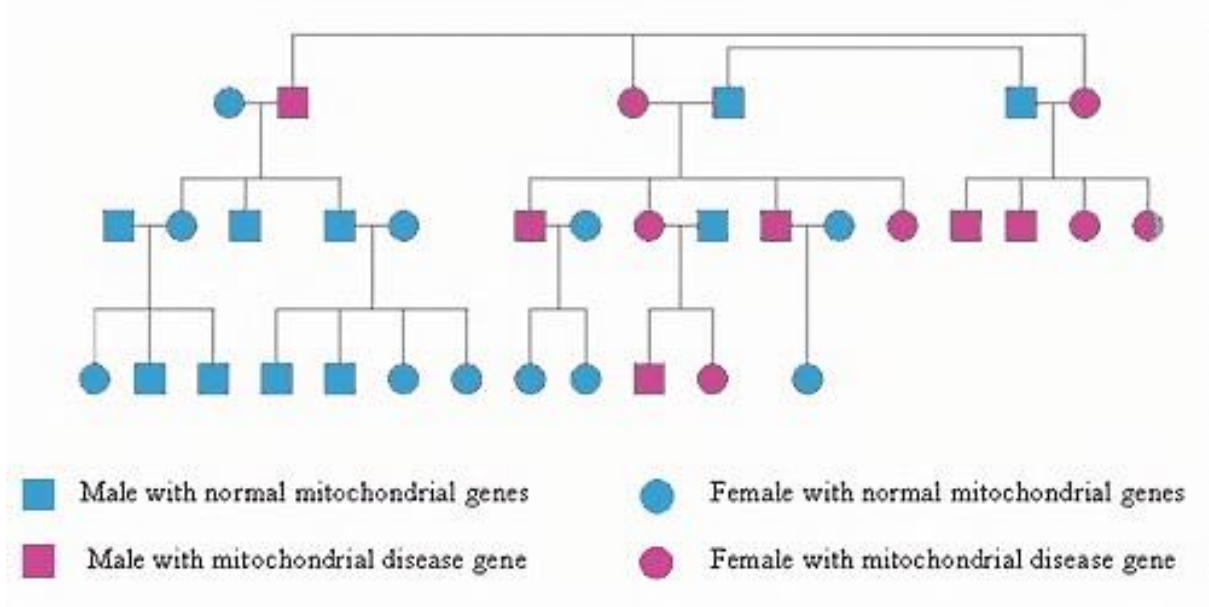 Male with normal mitochondrial genes
Female with normal mitochondrial genes
Male with mitochondrial disease gene
Female with mitochondrial disease gene